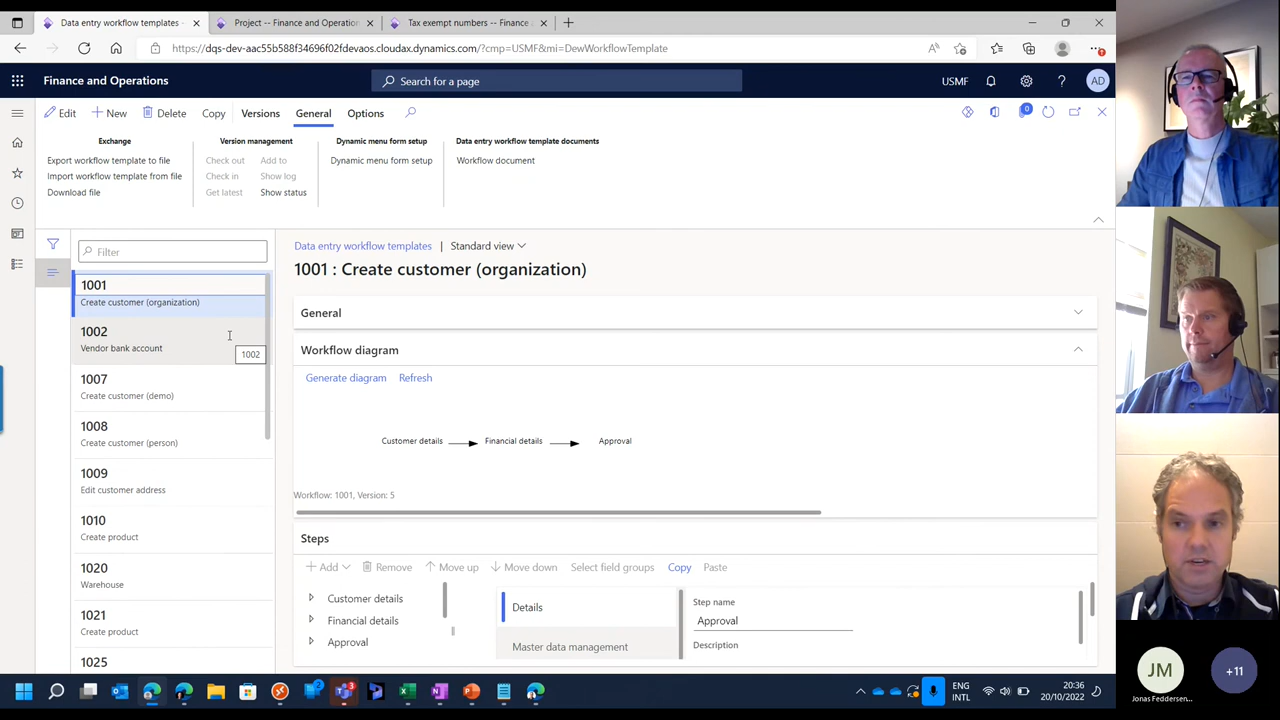 Data entry workflow templates -
Project -- Finance and Operation
Tax exempt numbers -- Finance a
https://dqs-dev-aac55b588f34696f02fdevaos.cloudax.dynamics.com/?cmp=USMF&mi=DewWorkflowTemplate
Finance and Operations
Search for a page
USMF
AD
Edit
New
Delete
Copy
Versions
General
Options
0
Exchange
Version management
Dynamic menu form setup
Data entry workflow template documents
Export workflow template to file
Check out
Add to
Dynamic menu form setup
Workflow document
Import workflow template from file
Check in
Show log
Download file
Get latest
Show status
Filter
Data entry workflow templates | Standard view
1001 : Create customer (organization)
1001
Create customer (organization)
1002
Vendor bank account
1002
1007
Create customer (demo)
1008
Create customer (person)
1009
Edit customer address
1010
Create product
1020
Warehouse
1021
Create product
1025
General
Workflow diagram
Generate diagram
Refresh
Customer details
Financial details
Approval
Workflow: 1001, Version: 5
Steps
Add
Remove
Move up
Move down
Select field groups
Copy
Paste
Customer details
Financial details
Approval
Details
Master data management
Step name
Approval
Description
JM
Jonas Feddersen...
+11
ENG
INTL
20:36
20/10/2022